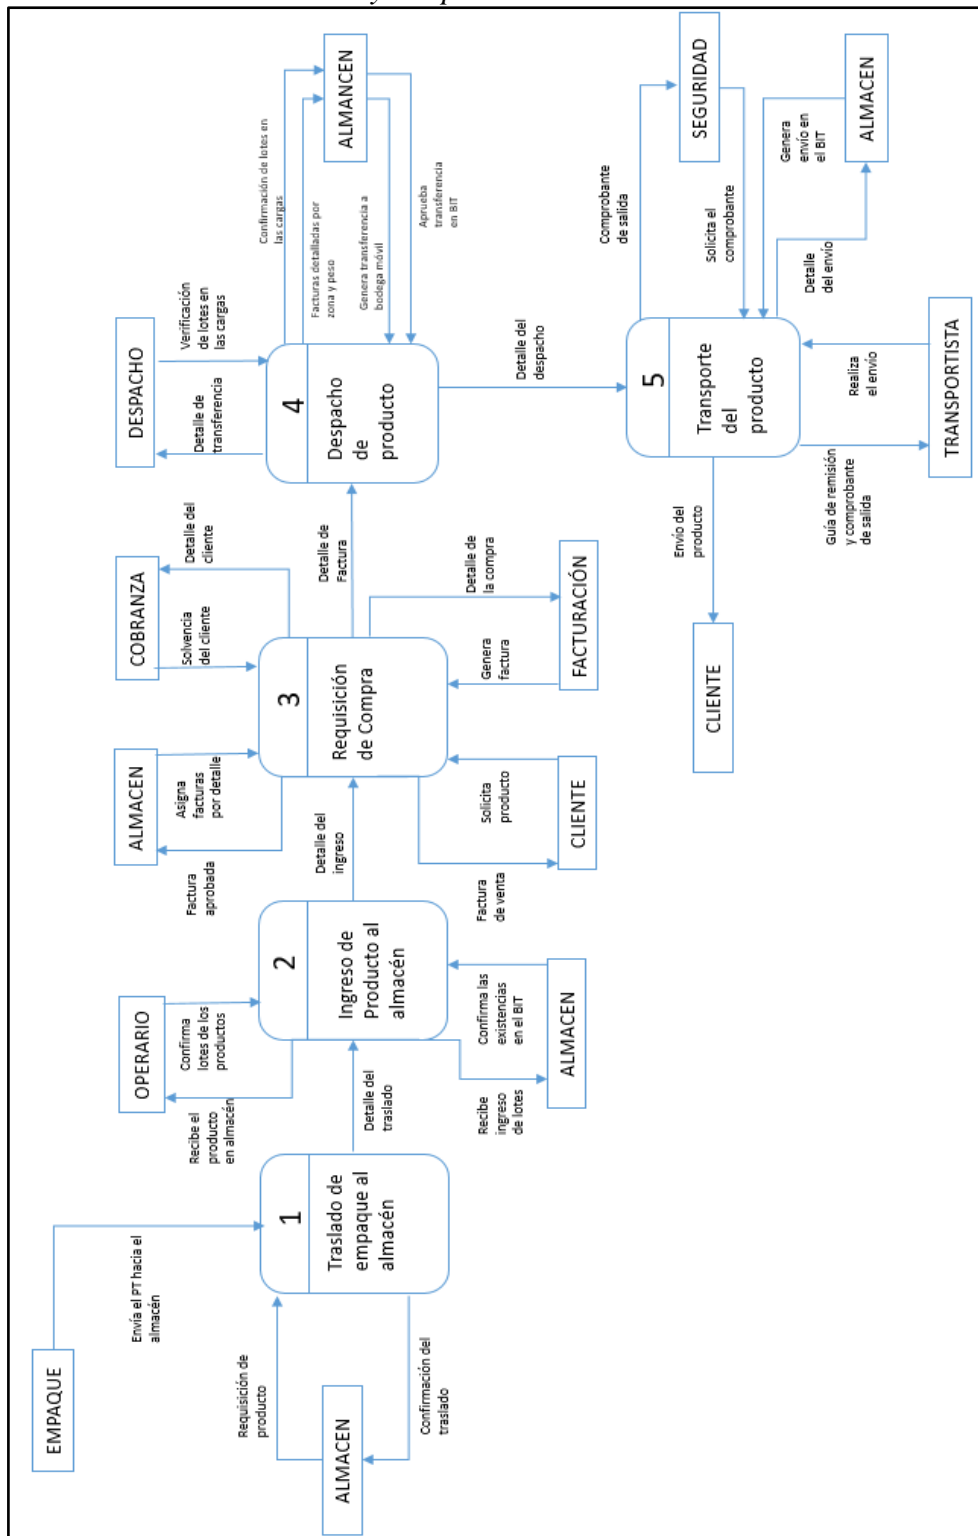 EMPAQUE
Envía el PT hacia el
almacén
ALMACEN
Requisición de
producto
Confirmación del
traslado
1
Traslado de
empaque al
almacén
Detalle del
traslado
OPERARIO
Recibe el
producto
en almacén
Confirma
lotes de los
productos
2
Ingreso de
Producto al
almacén
Recibe
ingreso
de lotes
Confirma las
existencias
en el BIT
ALMACEN
Detalle del
ingreso
ALMACEN
Factura
aprobada
Asigna
facturas
por detalle
COBRANZA
Solvencia
del cliente
Detalle del
cliente
3
Requisición
de Compra
Factura
de venta
Solicita
producto
CLIENTE
Genera
factura
Detalle de
la compra
FACTURACIÓN
Detalle de
Factura
DESPACHO
Detalle de
transferencia
Verificación
de lotes en
las cargas
4
Despacho
de
producto
Confirmación de lotes en
las cargas
Facturas detalladas por
zona y peso
Genera transferencia a
bodega móvil
Aprueba
transferencia
en BIT
ALMANCEN
Detalle del
despacho
5
Transporte
del
producto
Comprobante
de salida
Solicita el
comprobante
SEGURIDAD
Genera
envío en
el BIT
Detalle
del envío
ALMACEN
Realiza
el envío
Guía de remisión
y comprobante
de salida
TRANSPORTISTA
Envío del
producto
CLIENTE